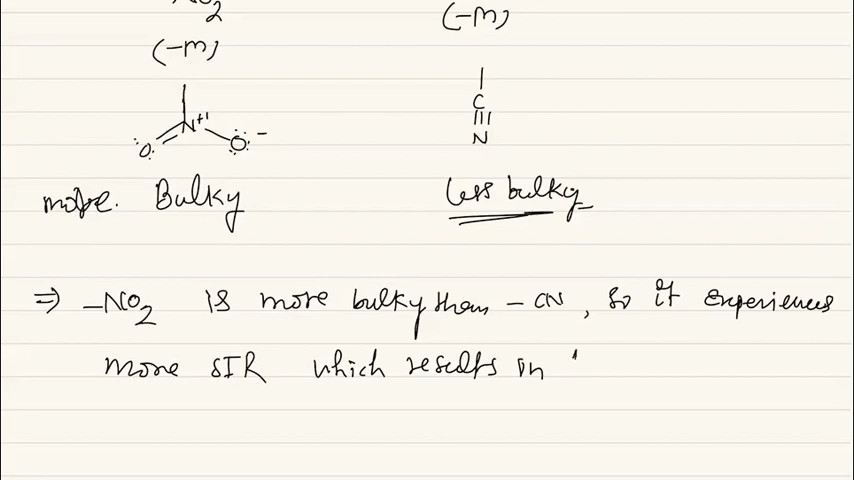 NO2
(-M)
(-M)
N+1
O
O
-
C
N
more. Bulky
less bulky
⇒ -NO2 is more bulky than - CN, so it experiences
more SIR which results in '